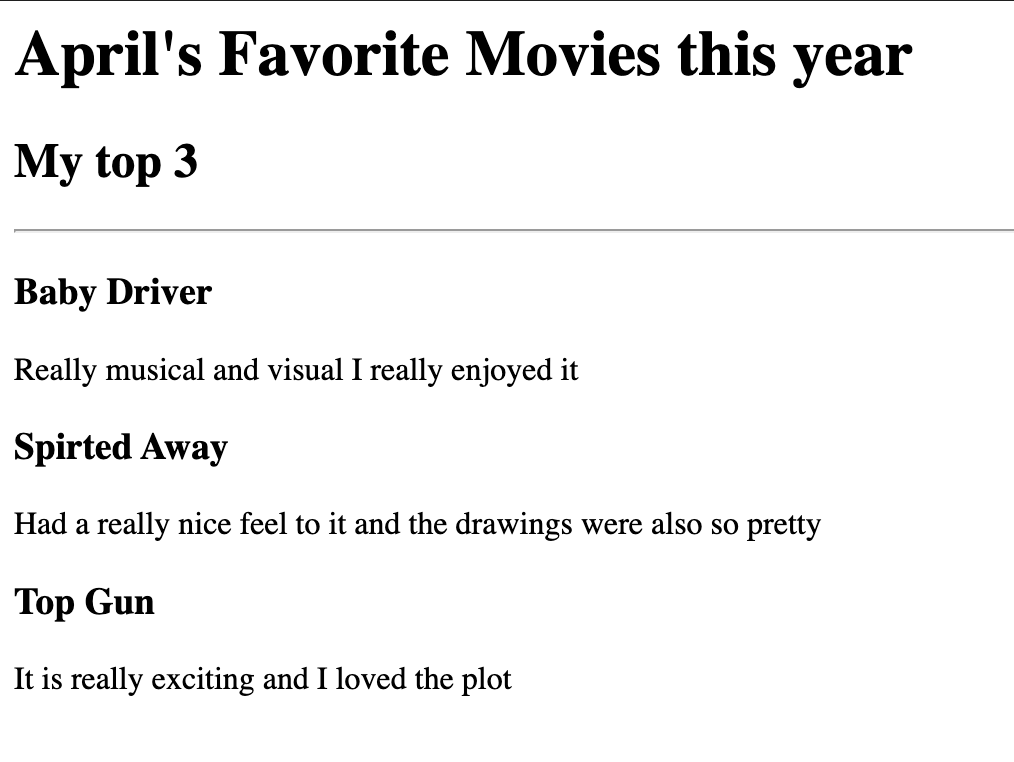 April's Favorite Movies this year
My top 3
Baby Driver
Really musical and visual I really enjoyed it
Spirted Away
Had a really nice feel to it and the drawings were also so pretty
Top Gun
It is really exciting and I loved the plot